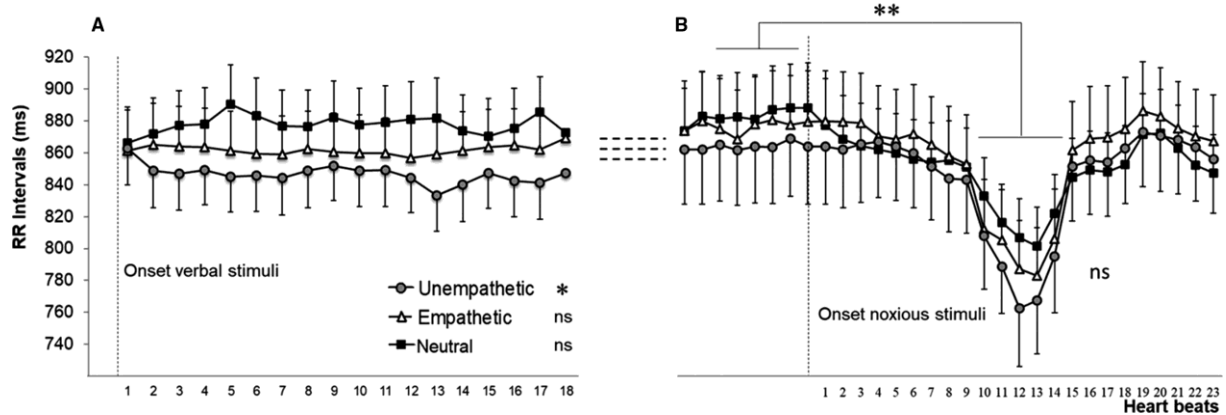 A
B
**
RR Intervals (ms)
920
900
880
860
840
820
800
780
760
740
Onset verbal stimuli
Unempathetic *
Empathetic ns
Neutral ns
1 2 3 4 5 6 7 8 9 10 11 12 13 14 15 16 17 18
Onset noxious stimuli
ns
1 2 3 4 5 6 7 8 9 10 11 12 13 14 15 16 17 18 19 20 21 22 23
Heart beats